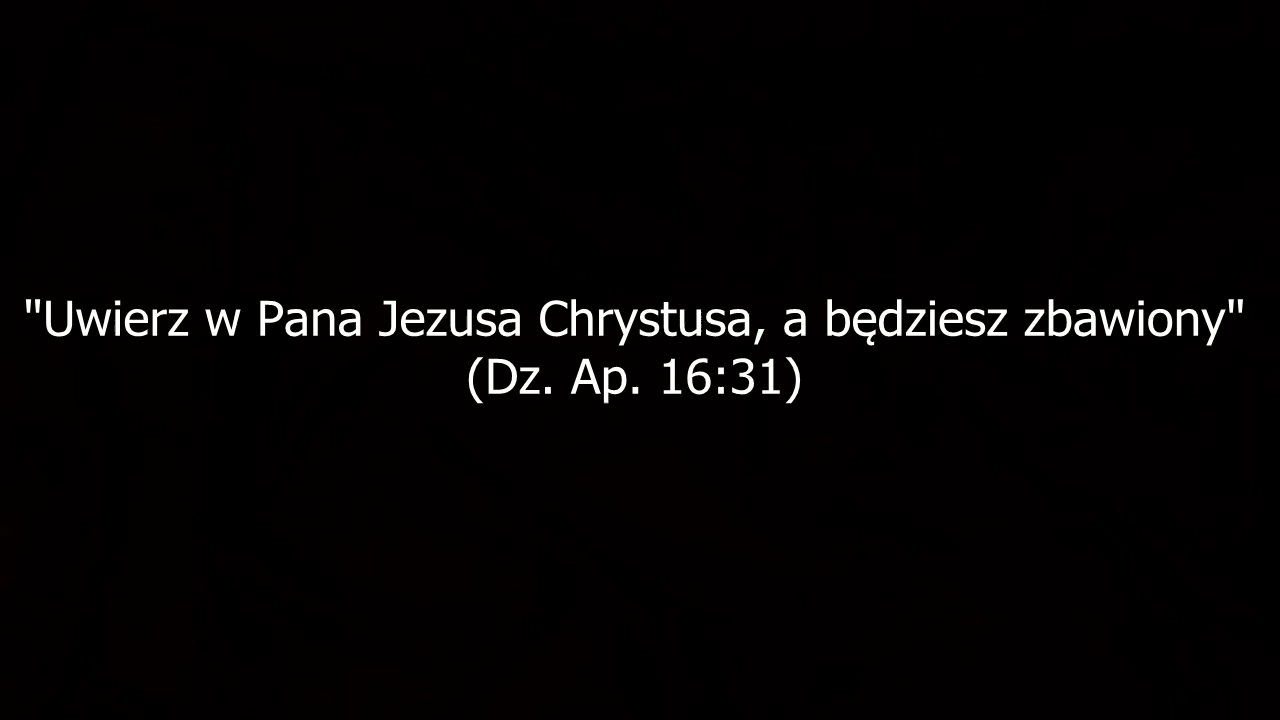 "Uwierz w Pana Jezusa Chrystusa, a będziesz zbawiony"
(Dz. Ap. 16:31)